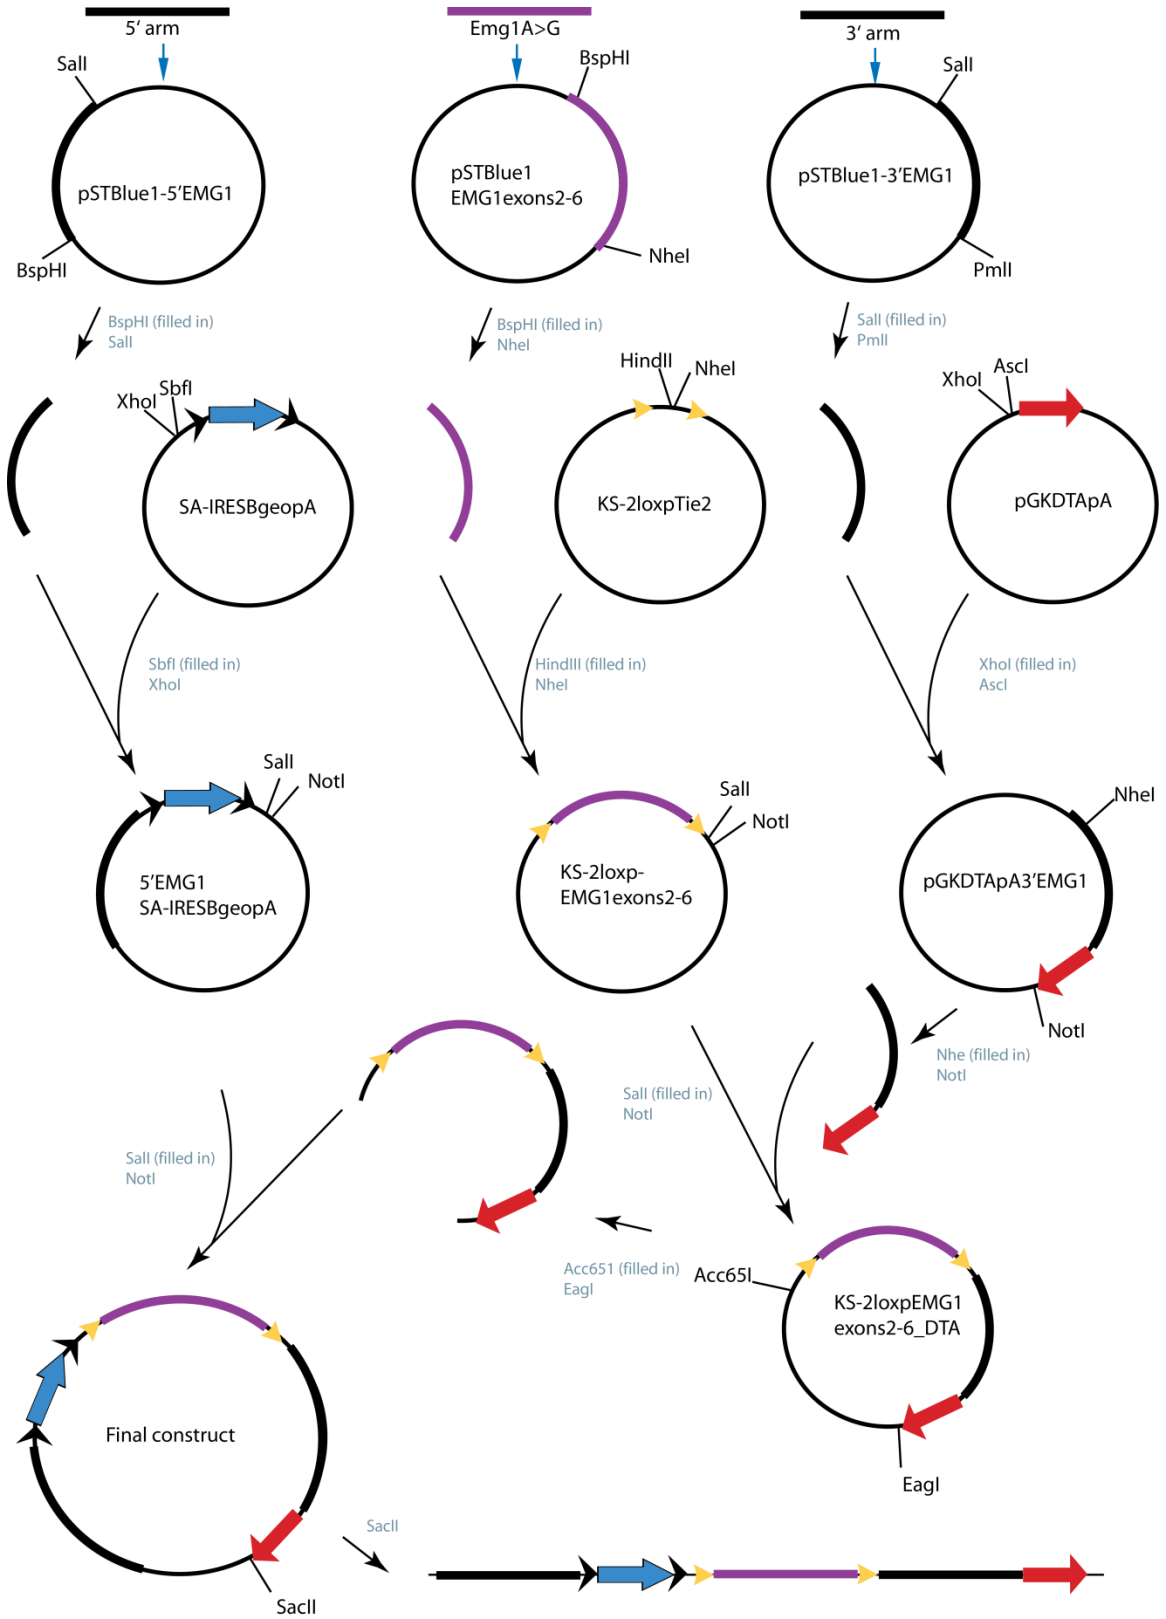 5' arm
Emg1A>G
3' arm
SalI
BspHI
SalI
pSTBlue1-5'EMG1
pSTBlue1
EMG1exons2-6
pSTBlue1-3'EMG1
BspHI
NheI
PmlI
BspHI (filled in)
SalI
BspHI (filled in)
NheI
SalI (filled in)
PmlI
XhoI
SbfI
HindII
NheI
XhoI
AscI
SA-IRESBgeopA
KS-2loxpTie2
pGKDTApA
SbfI (filled in)
XhoI
HindIII (filled in)
NheI
XhoI (filled in)
AscI
SalI
NotI
SalI
NotI
NheI
5'EMG1
SA-IRESBgeopA
KS-2loxp-
EMG1exons2-6
pGKDTApA3'EMG1
NotI
Nhe (filled in)
NotI
SalI (filled in)
NotI
SalI (filled in)
NotI
Acc651 (filled in)
EagI
Acc65I
KS-2loxpEMG1
exons2-6_DTA
EagI
Final construct
SacII
SacII